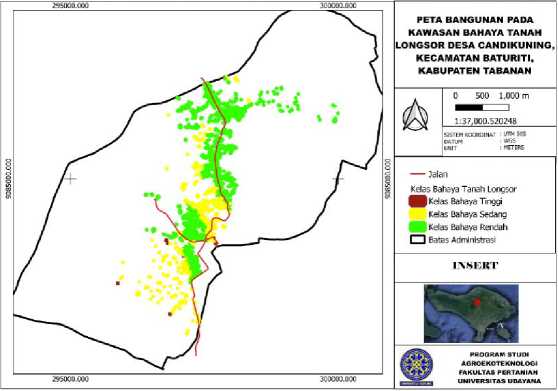 295000.000
300000.000
9085000.000
9085000.000
295000.000
300000.000
PETA BANGUNAN PADA
KAWASAN BAHAYA TANAH
LONGSOR DESA CANDIKUNING,
KECAMATAN BATURITI,
KABUPATEN TABANAN
0 500 1,000 m
1:37,000.520248
SISTEM KOORDINAT : UTM 50S
DATUM : WGS
UNIT : METERS
Jalan
Kelas Bahaya Tanah Longsor
Kelas Bahaya Tinggi
Kelas Bahaya Sedang
Kelas Bahaya Rendah
Batas Administrasi
INSERT
PROGRAM STUDI
AGROEKOTEKNOLOGI
FAKULTAS PERTANIAN
UNIVERSITAS UDAYANA